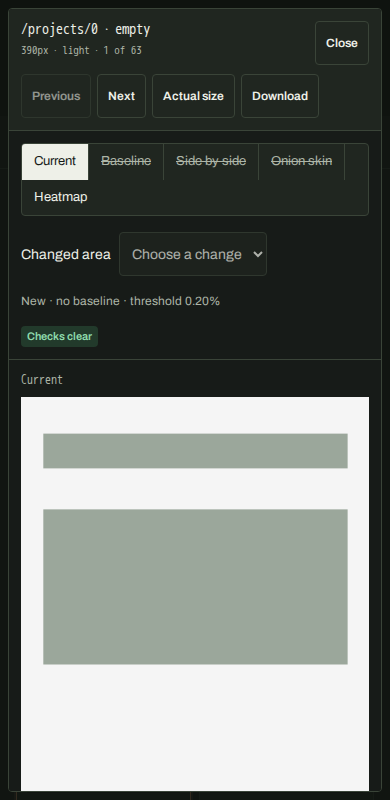 /projects/0 · empty
390px · light · 1 of 63
Close
Previous
Next
Actual size
Download
Current
Baseline
Side by side
Onion skin
Heatmap
Changed area
Choose a change
New · no baseline · threshold 0.20%
Checks clear
Current